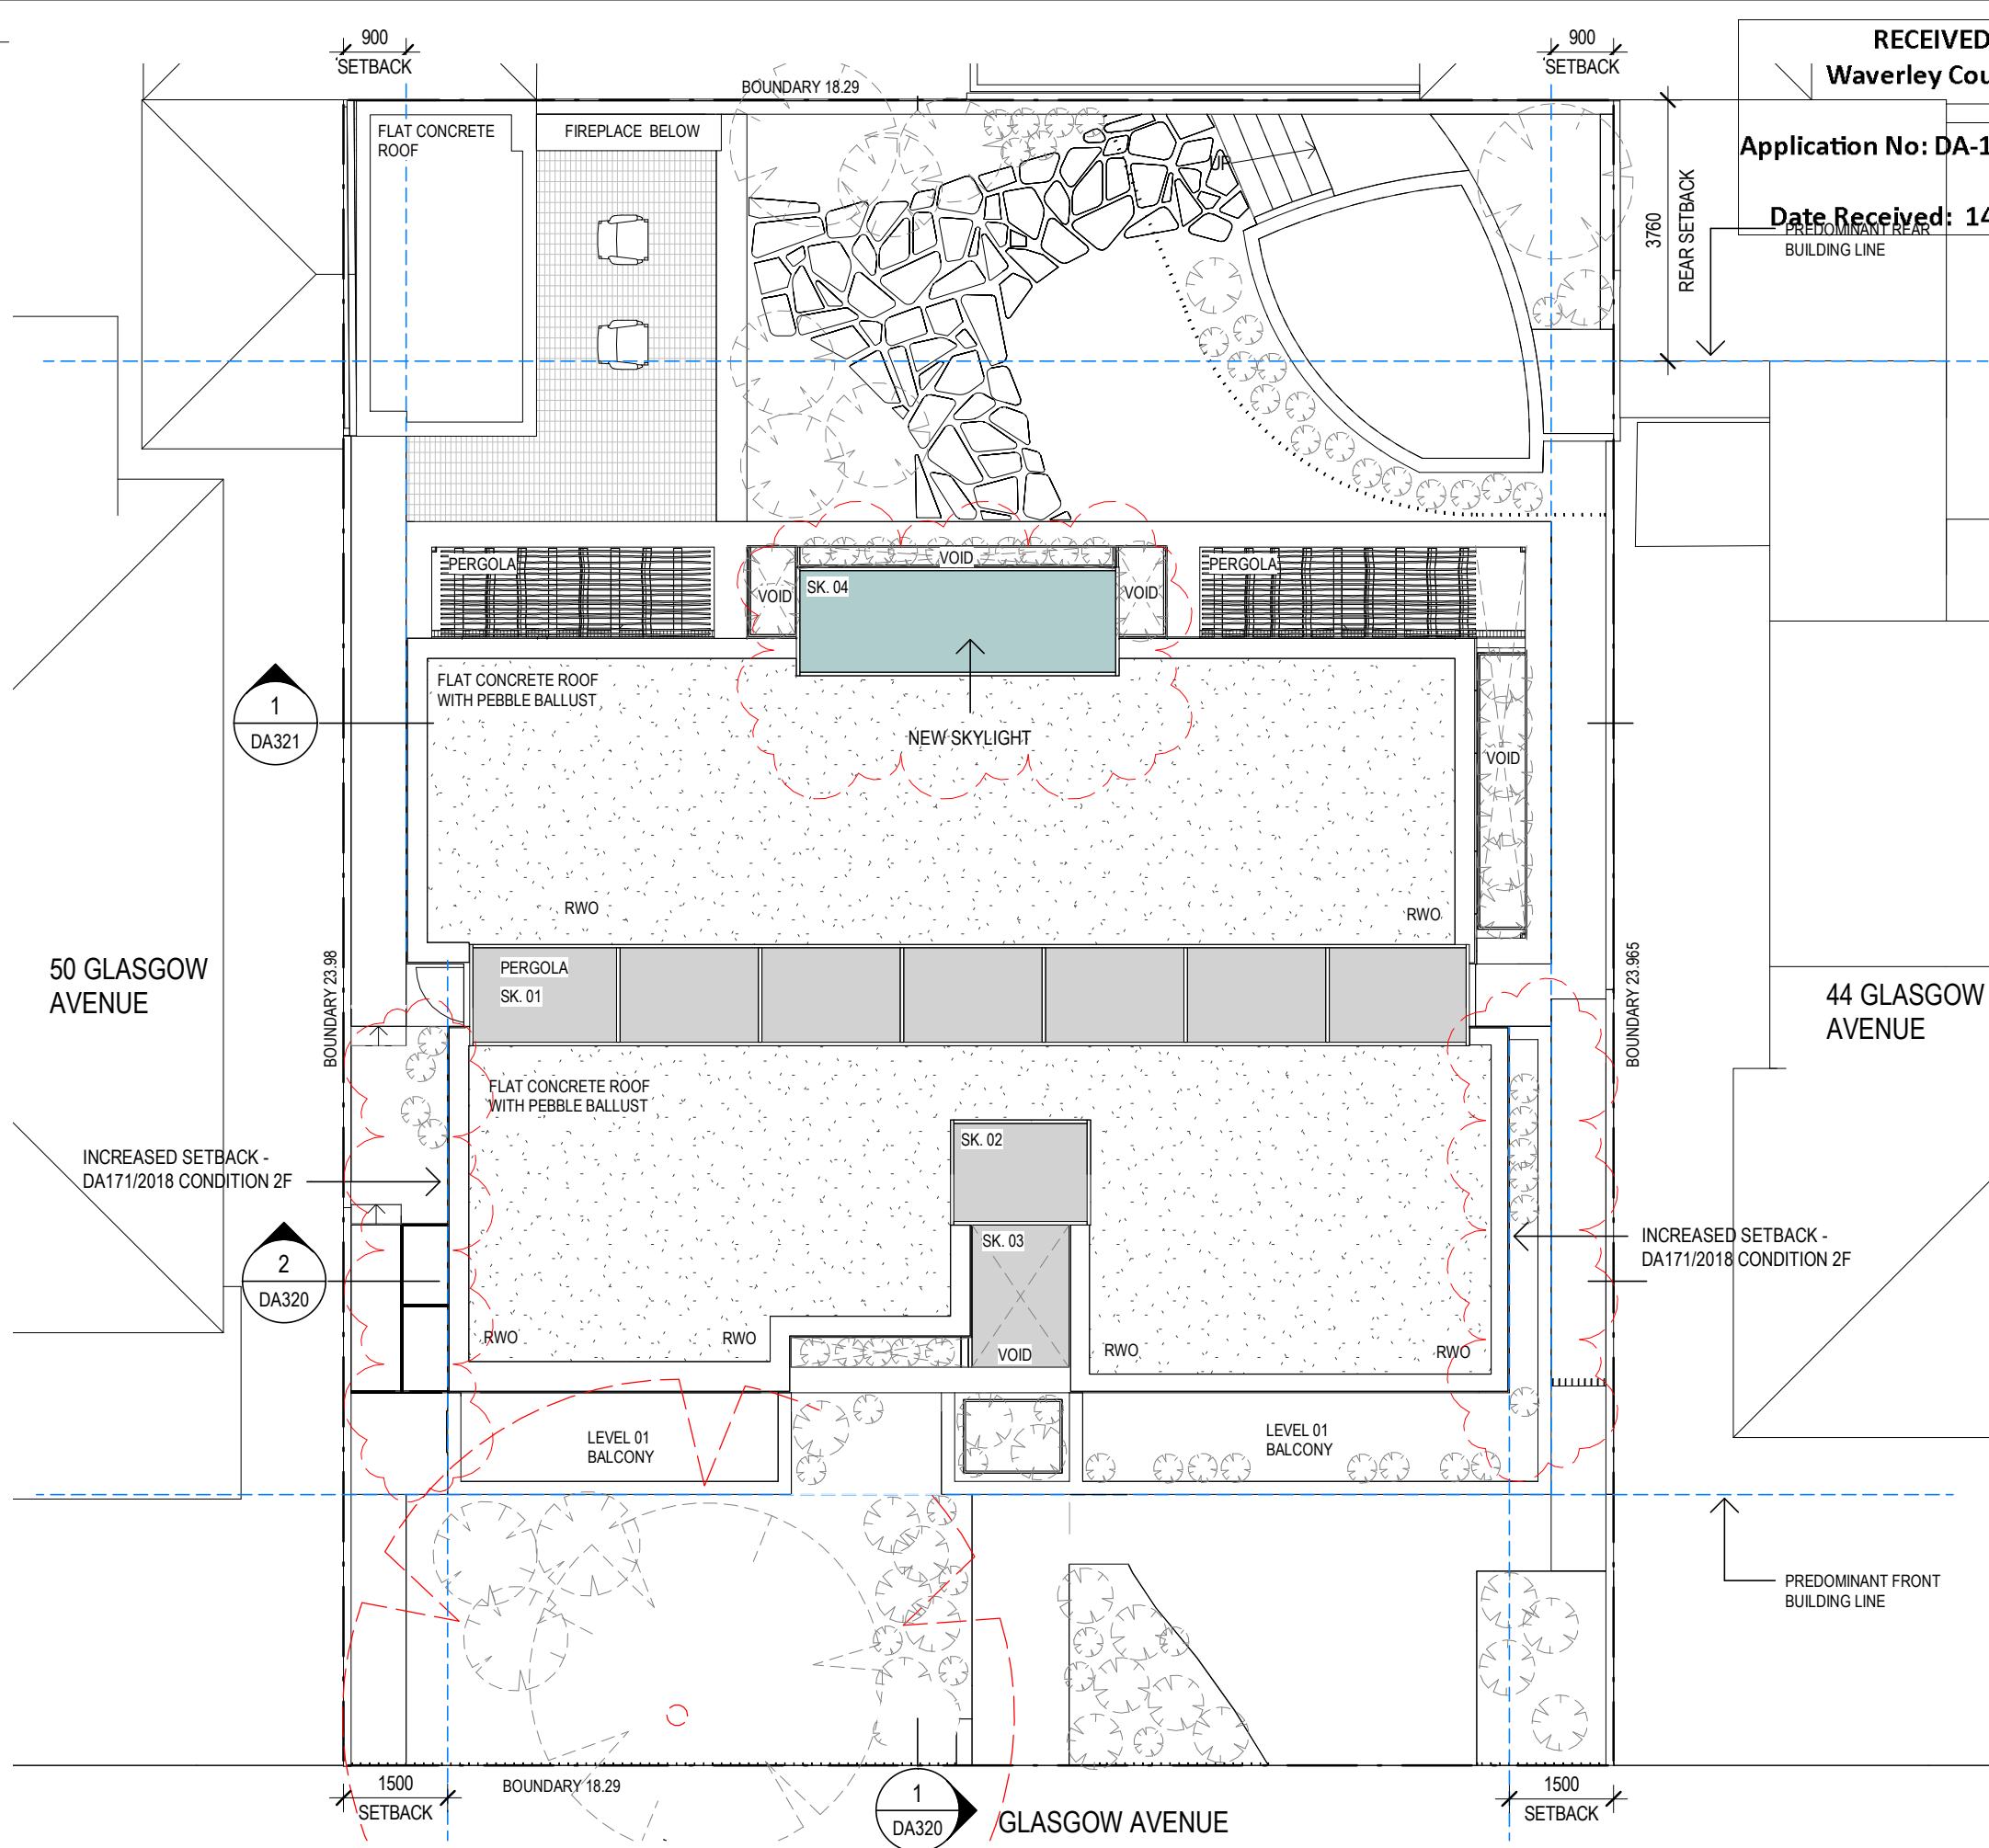 900
SETBACK
BOUNDARY 18.29
900
SETBACK
RECEIVED
Waverley Cou
Application No: DA-1
Date Received: 14
FLAT CONCRETE
ROOF
FIREPLACE BELOW
UP
3760
REAR SETBACK
PREDOMINANT REAR
BUILDING LINE
PERGOLA
VOID
VOID
SK. 04
VOID
PERGOLA
1
DA321
FLAT CONCRETE ROOF
WITH PEBBLE BALLUST
NEW SKYLIGHT
VOID
RWO
RWO
50 GLASGOW
AVENUE
BOUNDARY 23.98
PERGOLA
SK. 01
BOUNDARY 23.965
44 GLASGOW
AVENUE
FLAT CONCRETE ROOF
WITH PEBBLE BALLUST
INCREASED SETBACK -
DA171/2018 CONDITION 2F
SK. 02
SK. 03
INCREASED SETBACK -
DA171/2018 CONDITION 2F
2
DA320
RWO
RWO
VOID
RWO
RWO
LEVEL 01
BALCONY
LEVEL 01
BALCONY
PREDOMINANT FRONT
BUILDING LINE
1500
SETBACK
BOUNDARY 18.29
1
DA320
GLASGOW AVENUE
1500
SETBACK